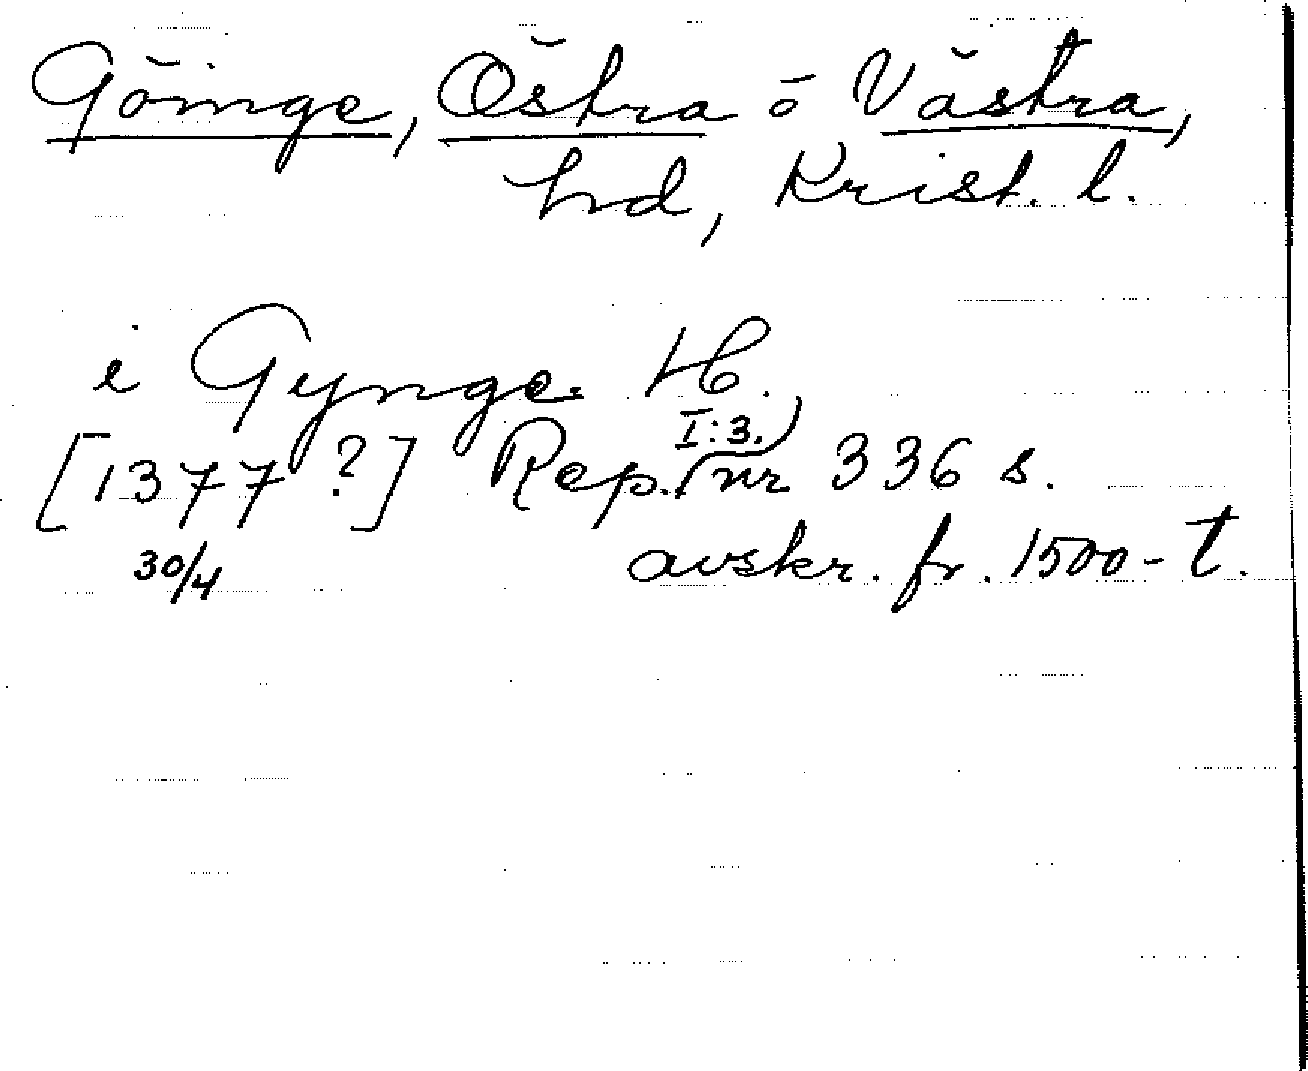 Göinge, Östra o Västra,
hd, Krist. l.
i Gynge H.
[1377?] Rep. (I:3.) nr 336 s.
30/4 avskr. fr. 1500-t.